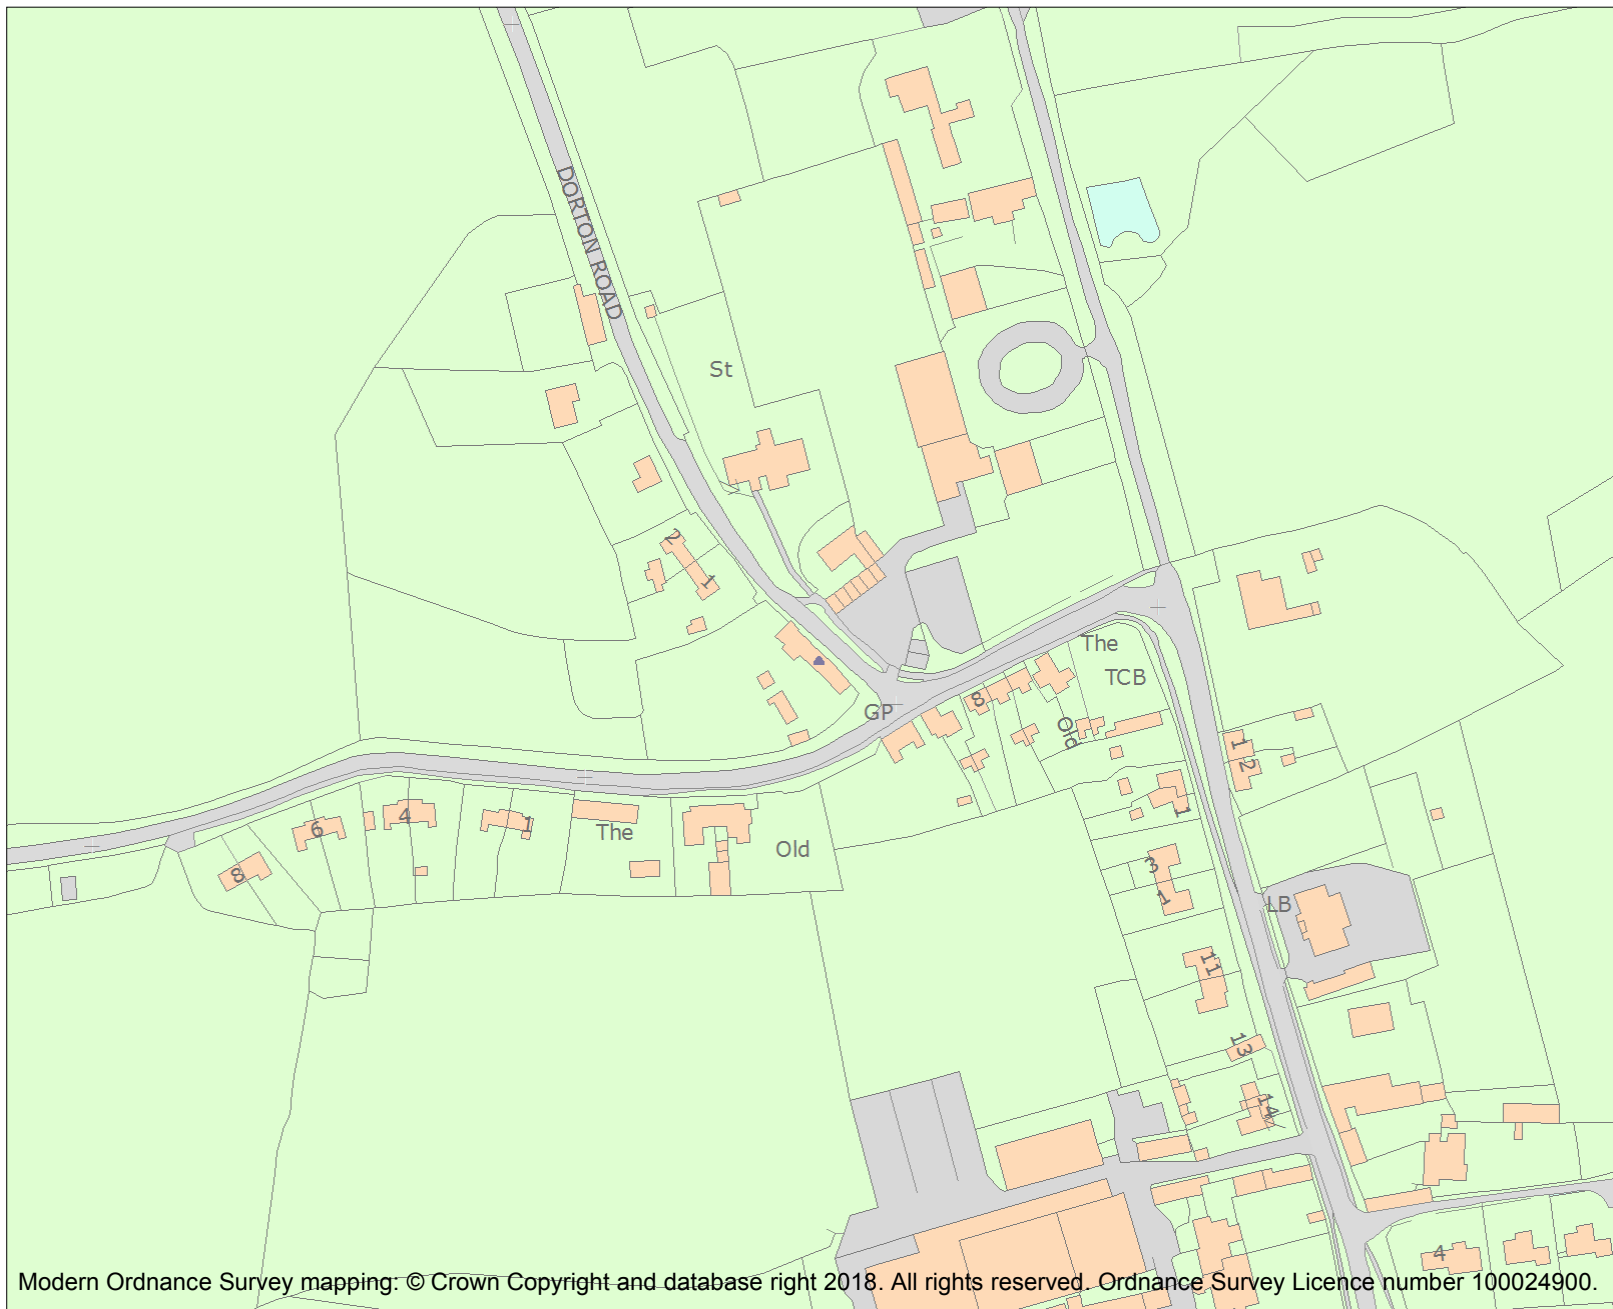 DORTON ROAD
St
2
1
The
TCB
8
GP
Old
1
2
6
4
1
The
8
Old
1
3
1
LB
11
13
14
4
Modern Ordnance Survey mapping: © Crown Copyright and database right 2018. All rights reserved. Ordnance Survey Licence number 100024900.